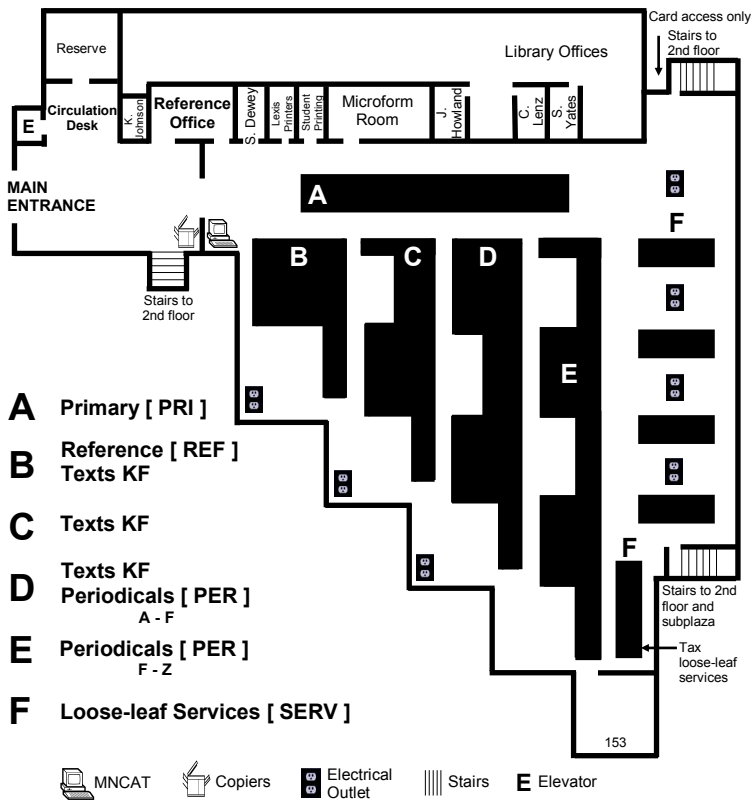 Card access only
Stairs to
2nd floor
Reserve
Library Offices
Circulation
Desk
K.
Johnson
Reference
Office
S. Dewey
Lexis
Printers
Student
Printing
Microform
Room
J.
Howland
C.
Lenz
S.
Yates
E
MAIN
ENTRANCE
A
F
B
C
D
Stairs to
2nd floor
E
A Primary [ PRI ]
B Reference [ REF ]
Texts KF
C Texts KF
D Texts KF
Periodicals [ PER ]
A - F
E Periodicals [ PER ]
F - Z
F Loose-leaf Services [ SERV ]
F
Stairs to 2nd
floor and
subplaza
Tax
loose-leaf
services
153
MNCAT
Copiers
Electrical
Outlet
Stairs
E Elevator